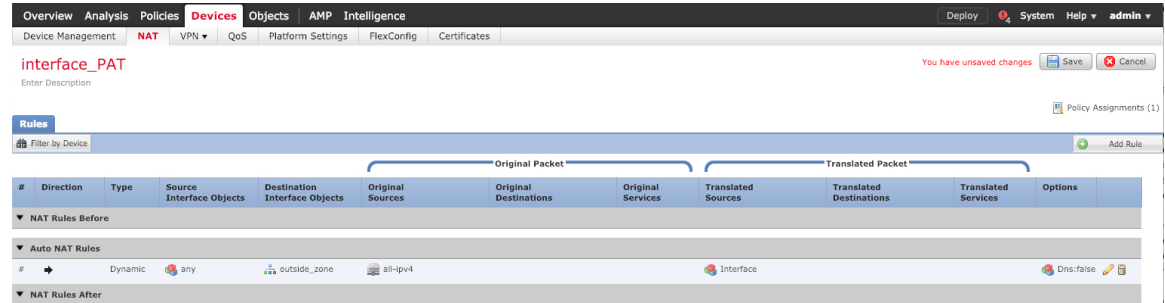 Overview Analysis Policies Devices Objects AMP Intelligence Deploy 4 System Help admin
Device Management NAT VPN QoS Platform Settings FlexConfig Certificates
interface_PAT You have unsaved changes Save Cancel
Enter Description
Policy Assignments (1)
Rules
Filter by Device Add Rule
Original Packet Translated Packet
# Direction Type Source Interface Objects Destination Interface Objects Original Sources Original Destinations Original Services Translated Sources Translated Destinations Translated Services Options
NAT Rules Before
Auto NAT Rules
# Dynamic any outside_zone all-ipv4 Interface Dns:false
NAT Rules After